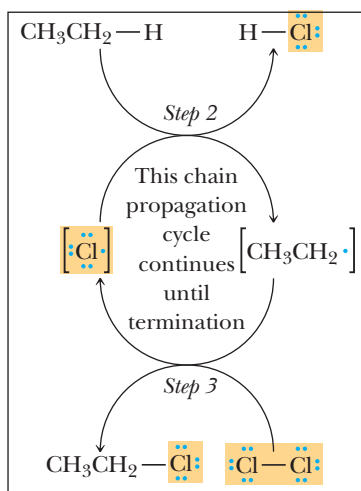 CH₃CH₂—H H—Cl
Step 2
This chain
propagation
cycle
[Cl·] continues [CH₃CH₂·]
until
termination
Step 3
CH₃CH₂—Cl Cl—Cl